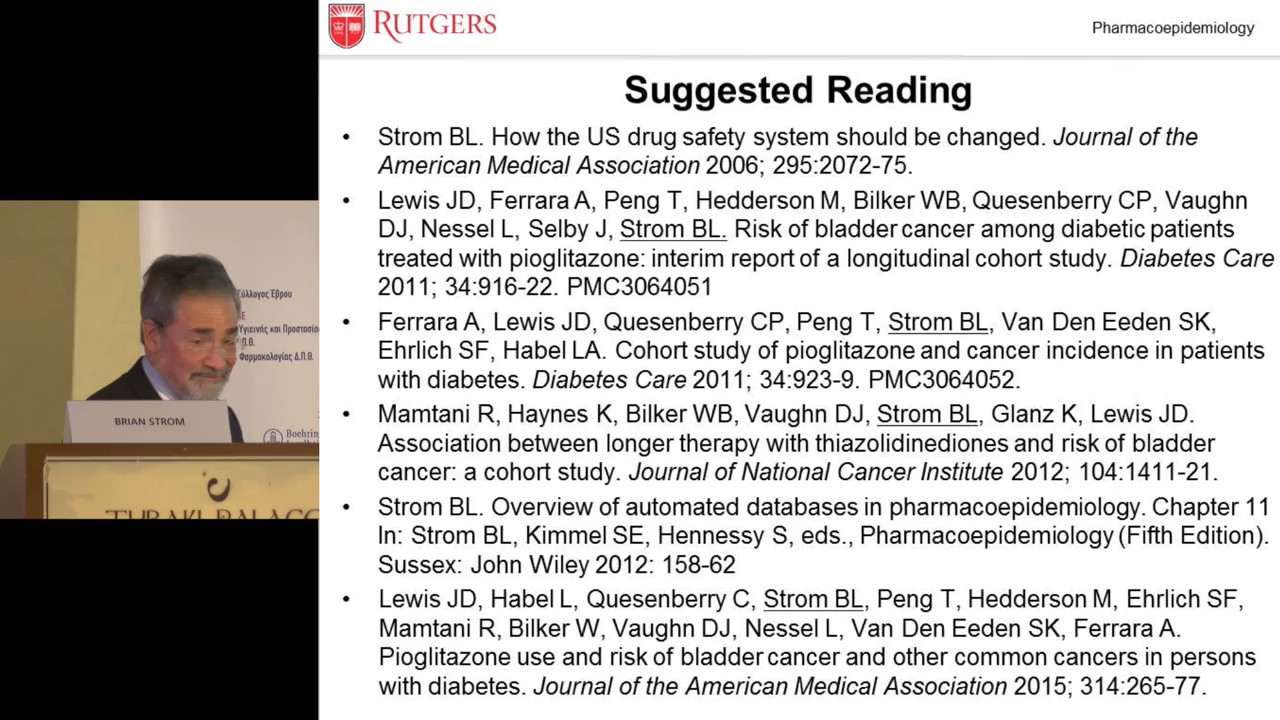 RUTGERS
Pharmacoepidemiology
Suggested Reading
• Strom BL. How the US drug safety system should be changed. Journal of the
American Medical Association 2006; 295:2072-75.
• Lewis JD, Ferrara A, Peng T, Hedderson M, Bilker WB, Quesenberry CP, Vaughn
DJ, Nessel L, Selby J, Strom BL. Risk of bladder cancer among diabetic patients
treated with pioglitazone: interim report of a longitudinal cohort study. Diabetes Care
2011; 34:916-22. PMC3064051
• Ferrara A, Lewis JD, Quesenberry CP, Peng T, Strom BL, Van Den Eeden SK,
Ehrlich SF, Habel LA. Cohort study of pioglitazone and cancer incidence in patients
with diabetes. Diabetes Care 2011; 34:923-9. PMC3064052.
• Mamtani R, Haynes K, Bilker WB, Vaughn DJ, Strom BL, Glanz K, Lewis JD.
Association between longer therapy with thiazolidinediones and risk of bladder
cancer: a cohort study. Journal of National Cancer Institute 2012; 104:1411-21.
• Strom BL. Overview of automated databases in pharmacoepidemiology. Chapter 11
In: Strom BL, Kimmel SE, Hennessy S, eds., Pharmacoepidemiology (Fifth Edition).
Sussex: John Wiley 2012: 158-62
• Lewis JD, Habel L, Quesenberry C, Strom BL, Peng T, Hedderson M, Ehrlich SF,
Mamtani R, Bilker W, Vaughn DJ, Nessel L, Van Den Eeden SK, Ferrara A.
Pioglitazone use and risk of bladder cancer and other common cancers in persons
with diabetes. Journal of the American Medical Association 2015; 314:265-77.
Σύλλογος Έβρου
Υγιεινής και Προστασία
Φαρμακολογίας Δ.Π.Θ.
BRIAN STROM
Boehring